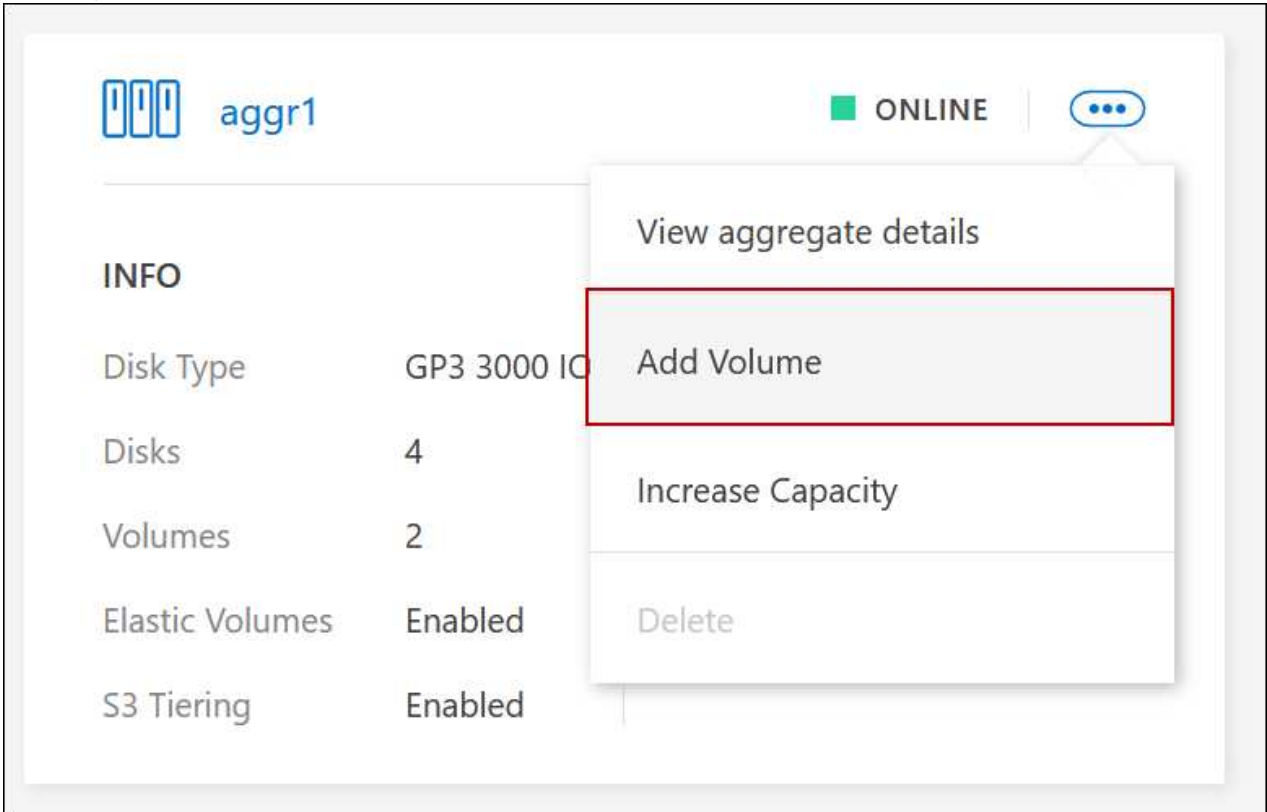 aggr1
ONLINE
View aggregate details
INFO
Add Volume
Disk Type GP3 3000
Disks 4
Increase Capacity
Volumes 2
Elastic Volumes Enabled
Delete
S3 Tiering Enabled